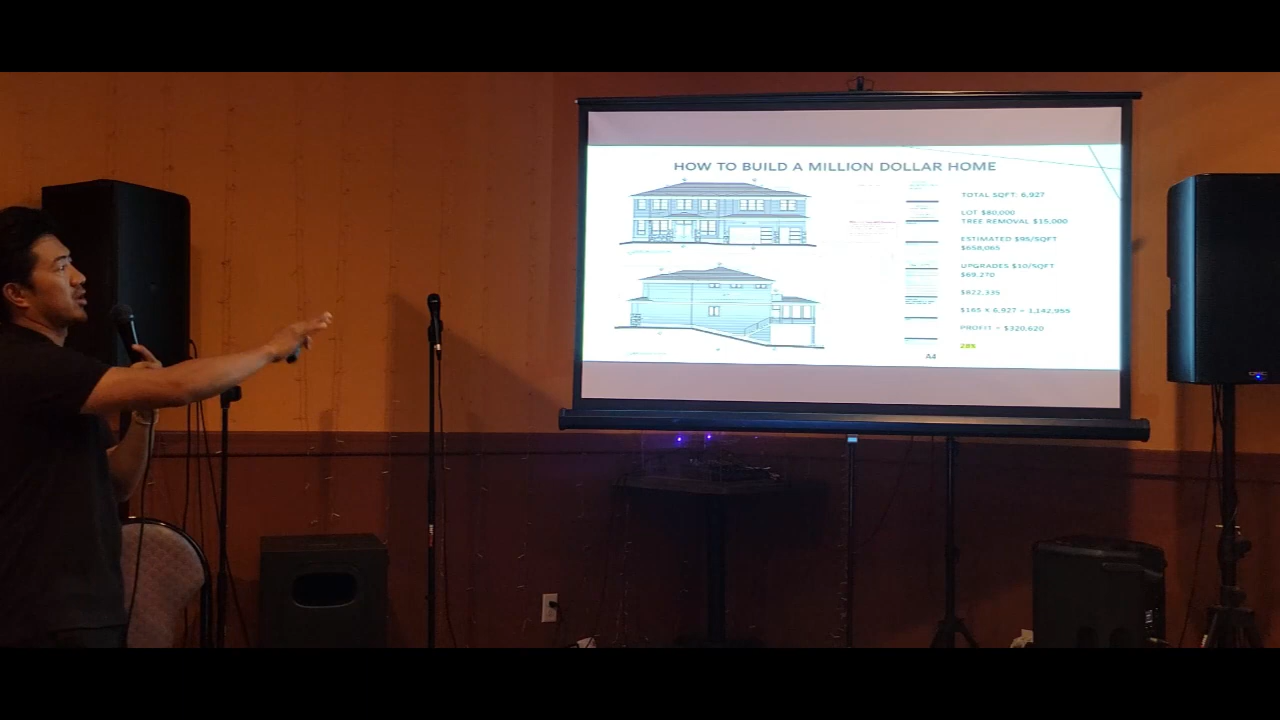 HOW TO BUILD A MILLION DOLLAR HOME
TOTAL SQFT: 6,927
LOT $80,000
TREE REMOVAL $15,000
ESTIMATED $95/SQFT
$658,065
UPGRADES $10/SQFT
$69,270
$822,335
$165 X 6,927 = 1,142,955
PROFIT = $320,620
28%
A4
QSC